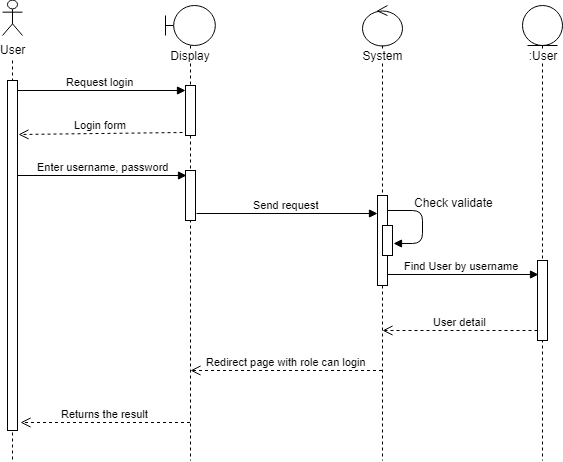 User
Display
System
:User
Request login
Login form
Enter username, password
Send request
Check validate
Find User by username
User detail
Redirect page with role can login
Returns the result